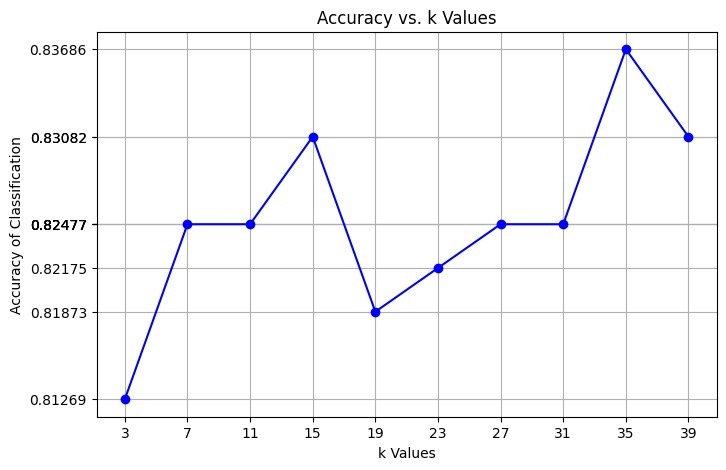 Accuracy vs. k Values
Accuracy of Classification
0.83686
0.83082
0.82477
0.82175
0.81873
0.81269
3 7 11 15 19 23 27 31 35 39
k Values